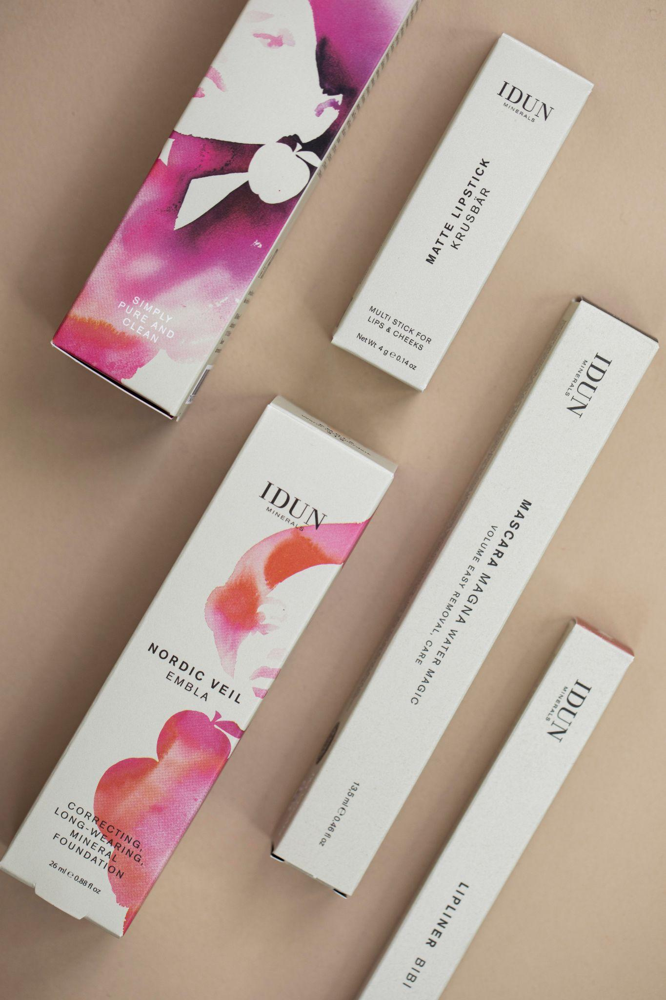 SIMPLY
PURE AND
CLEAN
IDUN
MINERALS
MATTE LIPSTICK
KRUSBÄR
MULTI STICK FOR
LIPS & CHEEKS
Net Wt 4 g ℮ 0.14 oz
IDUN
MINERALS
NORDIC VEIL
EMBLA
CORRECTING,
LONG-WEARING,
MINERAL
FOUNDATION
26 ml ℮ 0.88 fl oz
IDUN
MINERALS
MASCARA MAGNA WATER MAGIC
VOLUME EASY REMOVAL, CARE
13,5 ml ℮ 0.46 fl oz
IDUN
MINERALS
LIPLINER BIBI